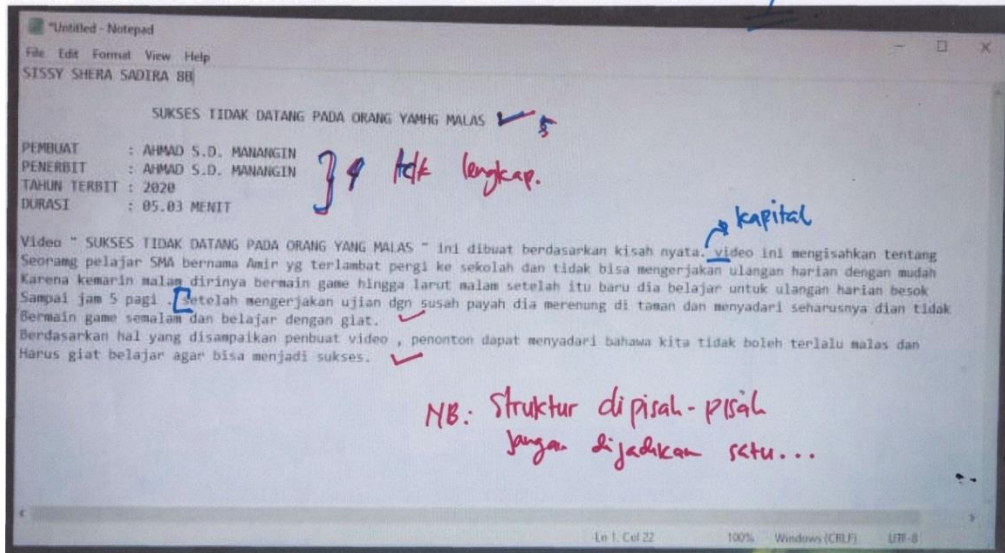 *Untitled - Notepad
File Edit Format View Help
SISSY SHERA SADIRA 8B
SUKSES TIDAK DATANG PADA ORANG YAMHG MALAS 5
PEMBUAT : AHMAD S.D. MANANGIN
PENERBIT : AHMAD S.D. MANANGIN
TAHUN TERBIT : 2020
DURASI : 05.03 MENIT
4 tdk lengkap.
kapital
Video " SUKSES TIDAK DATANG PADA ORANG YANG MALAS " ini dibuat berdasarkan kisah nyata. video ini mengisahkan tentang
Seoramg pelajar SMA bernama Amir yg terlambat pergi ke sekolah dan tidak bisa mengerjakan ulangan harian dengan mudah
Karena kemarin malam dirinya bermain game hingga larut malam setelah itu baru dia belajar untuk ulangan harian besok
Sampai jam 5 pagi . setelah mengerjakan ujian dgn susah payah dia merenung di taman dan menyadari seharusnya dian tidak
Bermain game semalam dan belajar dengan giat.
Berdasarkan hal yang disampaikan penbuat video , penonton dapat menyadari bahawa kita tidak boleh terlalu malas dan
Harus giat belajar agar bisa menjadi sukses.
NB: Struktur dipisah-pisah
jangan dijadikan satu...
Ln 1, Col 22 100% Windows (CRLF) UTF-8